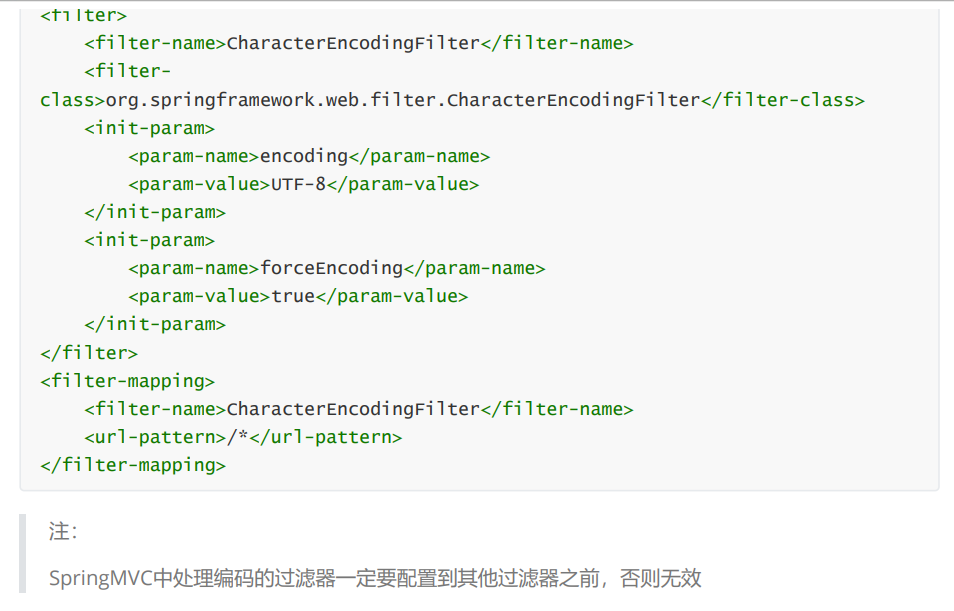 <filter>
    <filter-name>CharacterEncodingFilter</filter-name>
    <filter-
class>org.springframework.web.filter.CharacterEncodingFilter</filter-class>
    <init-param>
        <param-name>encoding</param-name>
        <param-value>UTF-8</param-value>
    </init-param>
    <init-param>
        <param-name>forceEncoding</param-name>
        <param-value>true</param-value>
    </init-param>
</filter>
<filter-mapping>
    <filter-name>CharacterEncodingFilter</filter-name>
    <url-pattern>/*</url-pattern>
</filter-mapping>
注：
SpringMVC中处理编码的过滤器一定要配置到其他过滤器之前，否则无效